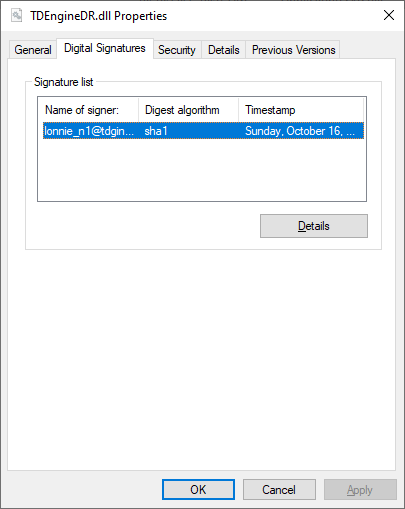 TDEngineDR.dll Properties
General Digital Signatures Security Details Previous Versions
Signature list
Name of signer: Digest algorithm Timestamp
lonnie_n1@tdgin... sha1 Sunday, October 16, ...
Details
OK Cancel Apply